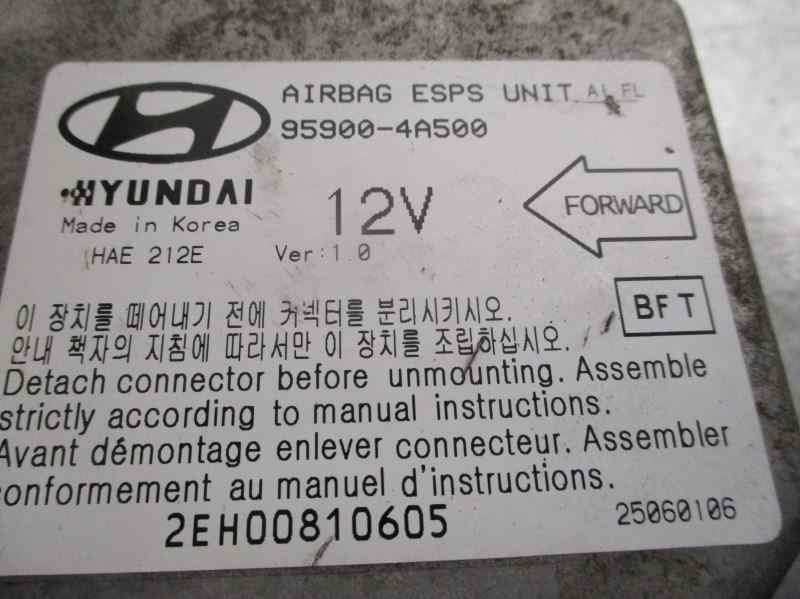 AIRBAG ESPS UNIT
95900-4A500
HYUNDAI
12V
FORWARD
Made in Korea
HAE 212E
Ver:1.0
BFT
이 장치를 떼어내기 전에 커넥터를 분리시키시오.
안내 책자의 지침에 따라서만 이 장치를 조립하십시오.
Detach connector before unmounting. Assemble
strictly according to manual instructions.
Avant démontage enlever connecteur. Assembler
conformement au manuel d'instructions.
2EH00810605
25060106